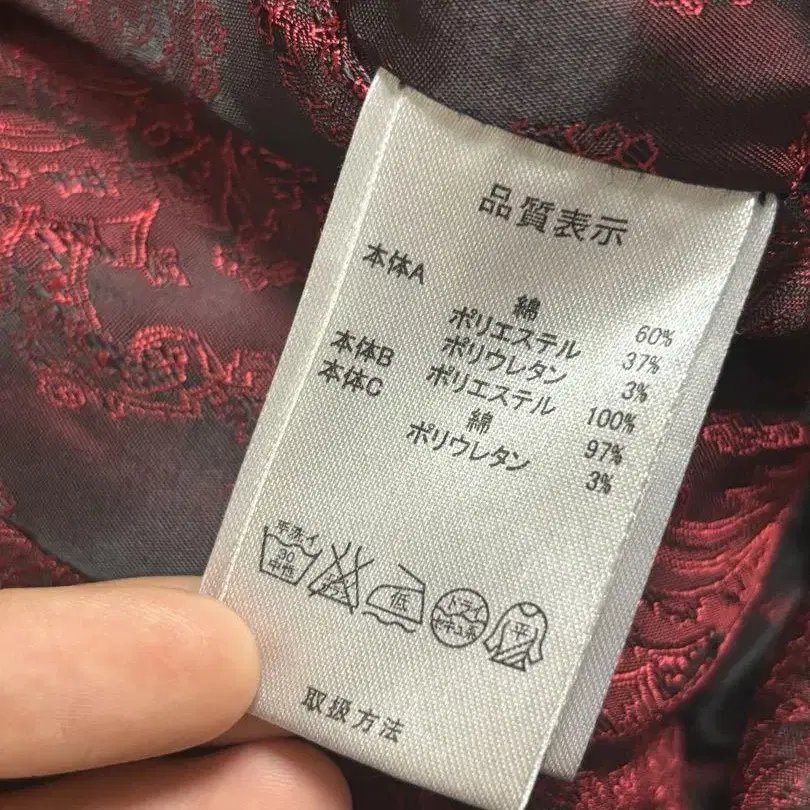 品質表示
本体A
綿 60%
ポリエステル 37%
ポリウレタン 3%
本体B ポリエステル 100%
本体C 綿 97%
ポリウレタン 3%
手洗イ
30
中性
低
ドライ
平
取扱方法